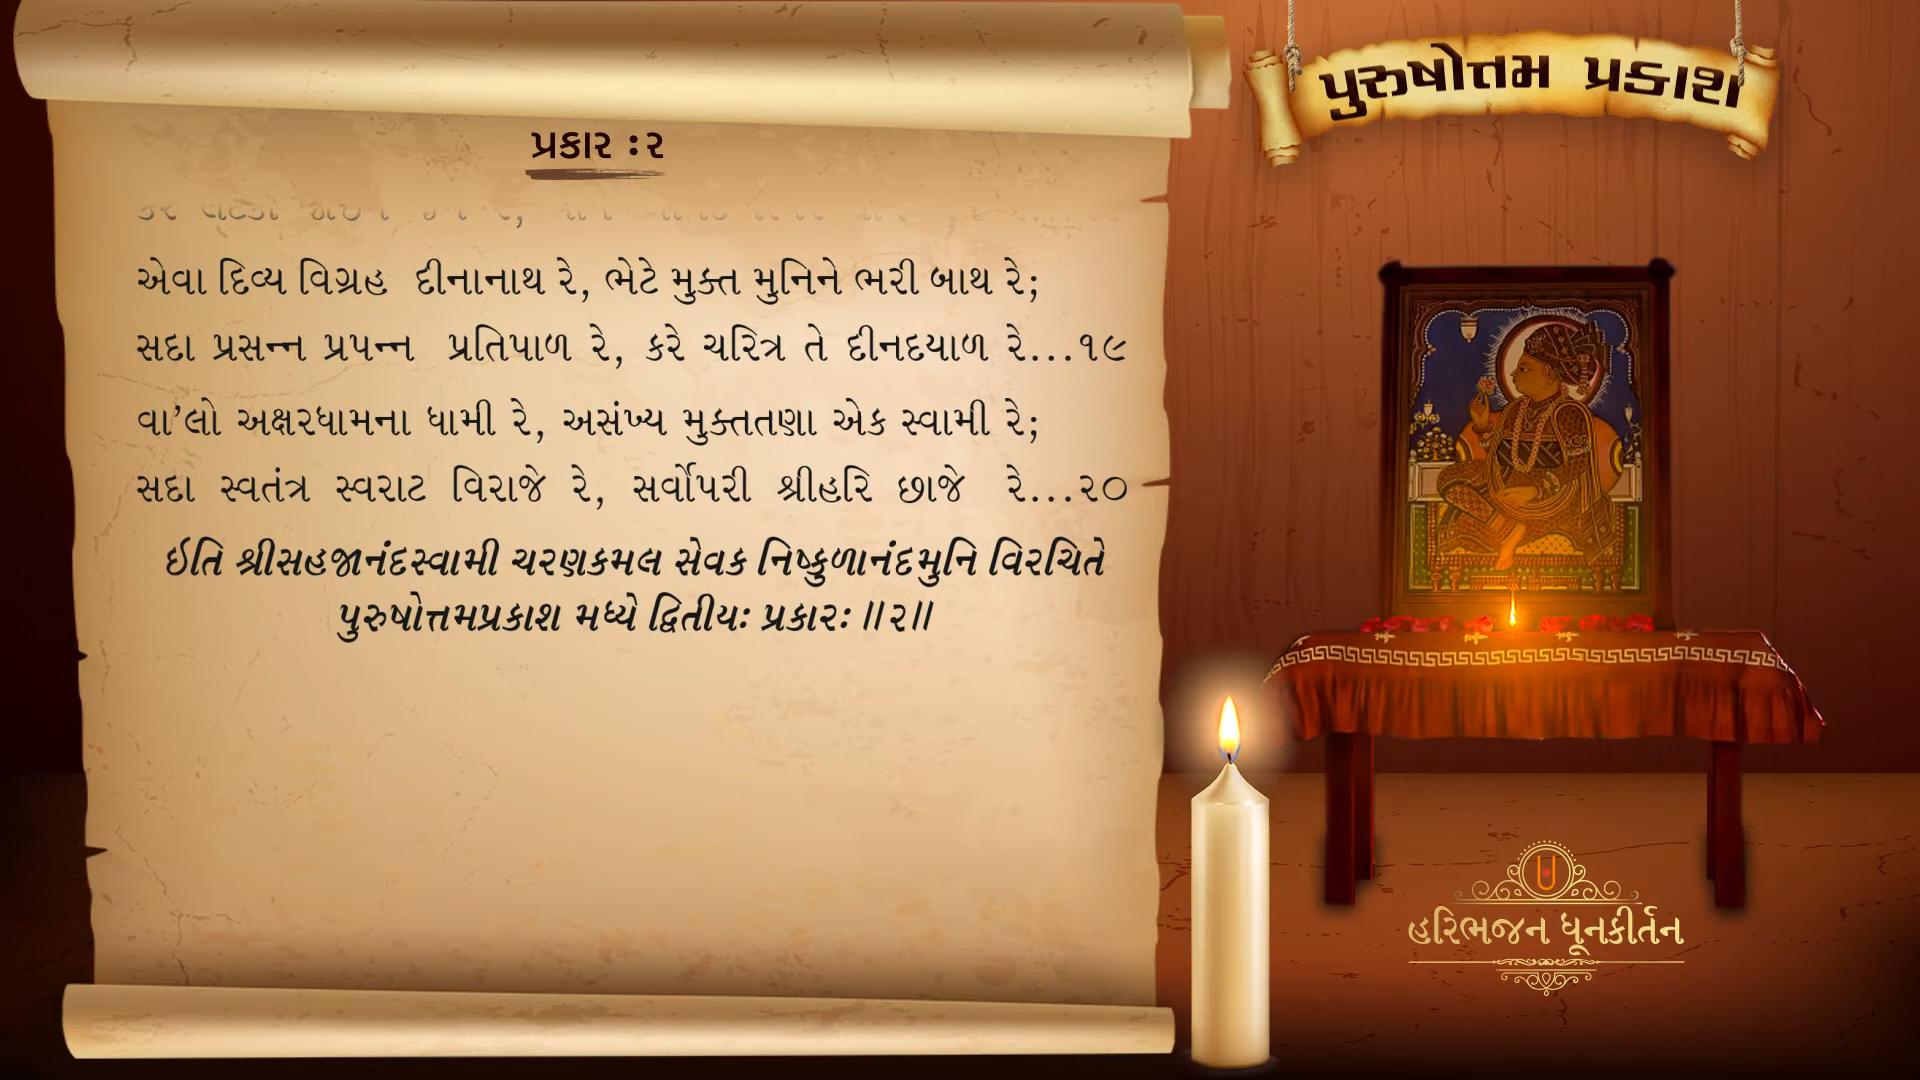 પુરુષોત્તમ પ્રકાશ
પ્રકાર : ૨
એવા દિવ્ય વિગ્રહ દીનાનાથ રે, ભેટે મુક્ત મુનિને ભરી બાથ રે;
સદા પ્રસન્ન પ્રપન્ન પ્રતિપાળ રે, કરે ચરિત્ર તે દીનદયાળ રે...૧૯
વા’લો અક્ષરધામના ધામી રે, અસંખ્ય મુક્તતણા એક સ્વામી રે;
સદા સ્વતંત્ર સ્વરાટ વિરાજે રે, સર્વોપરી શ્રીહરિ છાજે રે...૨૦
ઇતિ શ્રીસહજાનંદસ્વામી ચરણકમલ સેવક નિષ્કુળાનંદમુનિ વિરચિતે
પુરુષોત્તમપ્રકાશ મધ્યે દ્વિતીયઃ પ્રકારઃ ॥૨॥
હરિભજન ધૂનકીર્તન